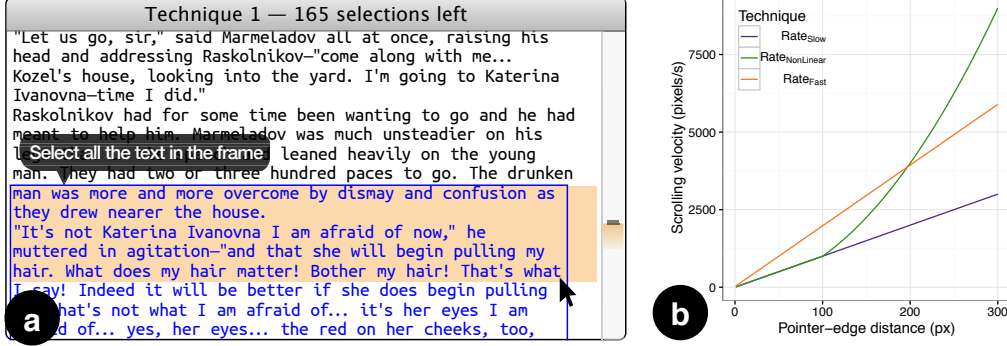 Technique 1 — 165 selections left
"Let us go, sir," said Marmeladov all at once, raising his
head and addressing Raskolnikov—"come along with me...
Kozel's house, looking into the yard. I'm going to Katerina
Ivanovna—time I did."
Raskolnikov had for some time been wanting to go and he had
meant to help him. Marmeladov was much unsteadier on his
Select all the text in the frame
leaned heavily on the young
man. They had two or three hundred paces to go. The drunken
man was more and more overcome by dismay and confusion as
they drew nearer the house.
"It's not Katerina Ivanovna I am afraid of now," he
muttered in agitation—"and that she will begin pulling my
hair. What does my hair matter! Bother my hair! That's what
I say! Indeed it will be better if she does begin pulling
hat's not what I am afraid of... it's her eyes I am
d of... yes, her eyes... the red on her cheeks, too,
a
Technique
RateSlow
RateNonLinear
RateFast
Scrolling velocity (pixels/s)
7500
5000
2500
0
0 100 200 300
Pointer−edge distance (px)
b